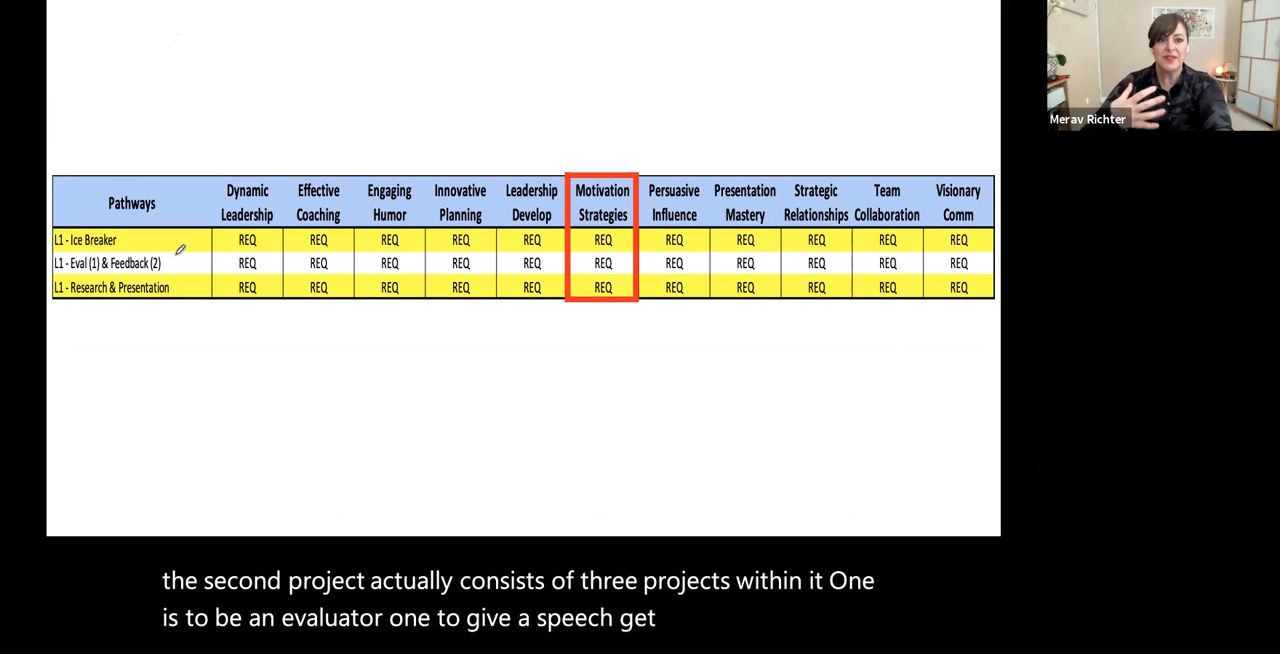 Merav Richter
Pathways Dynamic Leadership Effective Coaching Engaging Humor Innovative Planning Leadership Develop Motivation Strategies Persuasive Influence Presentation Mastery Strategic Relationships Team Collaboration Visionary Comm
L1 - Ice Breaker REQ REQ REQ REQ REQ REQ REQ REQ REQ REQ REQ
L1 - Eval (1) & Feedback (2) REQ REQ REQ REQ REQ REQ REQ REQ REQ REQ REQ
L1 - Research & Presentation REQ REQ REQ REQ REQ REQ REQ REQ REQ REQ REQ
the second project actually consists of three projects within it One
is to be an evaluator one to give a speech get